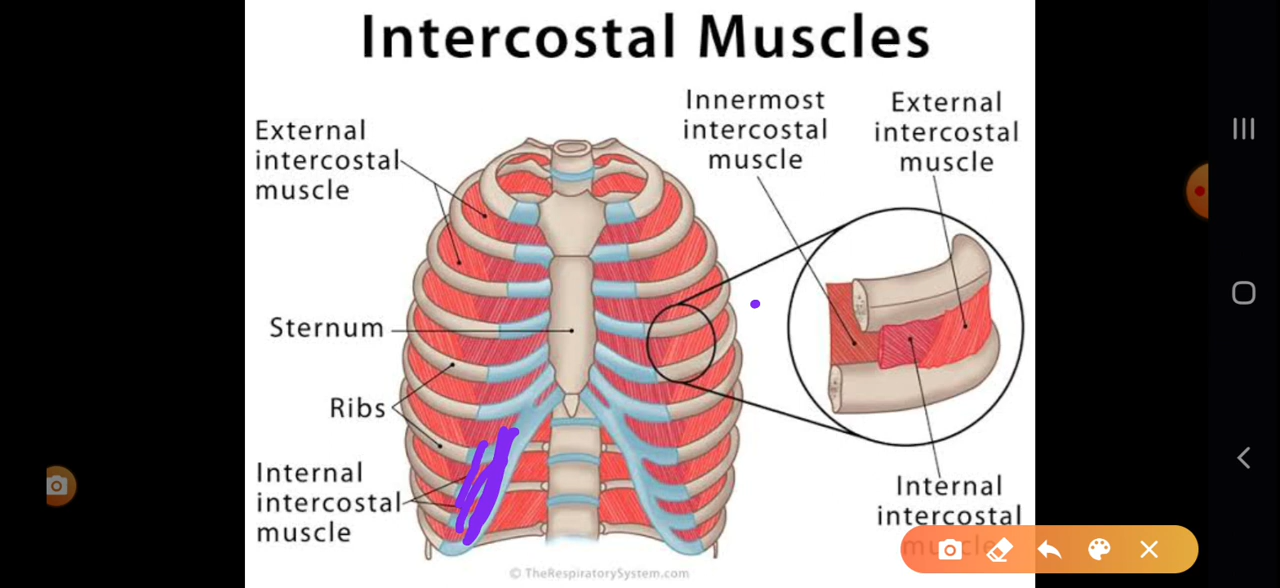 Intercostal Muscles
External
intercostal
muscle
Innermost
intercostal
muscle
External
intercostal
muscle
Sternum
Ribs
Internal
intercostal
muscle
Internal
intercostal
muscle
© TheRespiratorySystem.com